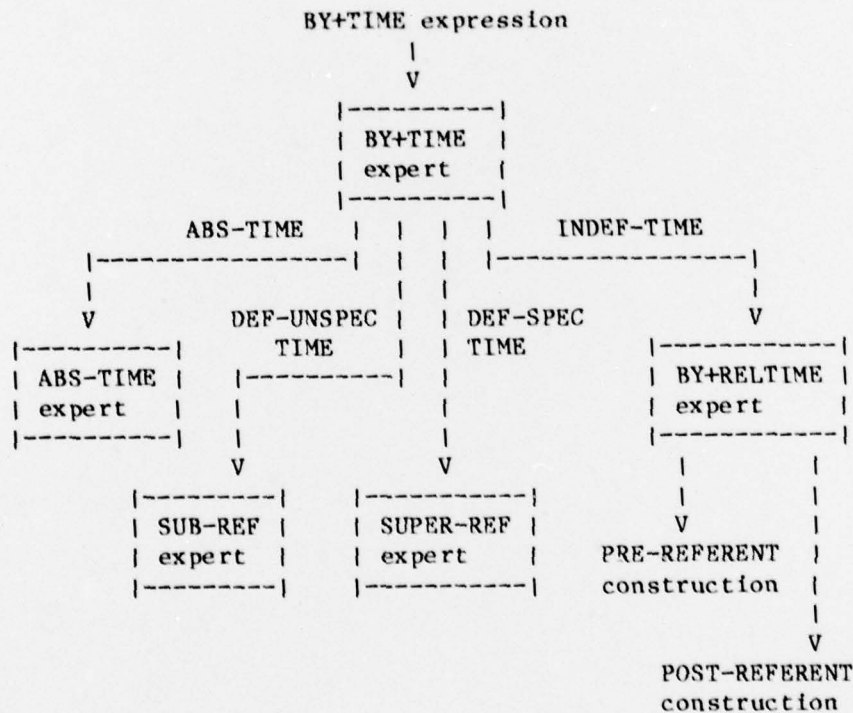 BY+TIME expression
BY+TIME
expert
ABS-TIME
INDEF-TIME
DEF-UNSPEC
TIME
DEF-SPEC
TIME
ABS-TIME
expert
BY+RELTIME
expert
SUB-REF
expert
SUPER-REF
expert
PRE-REFERENT
construction
POST-REFERENT
construction